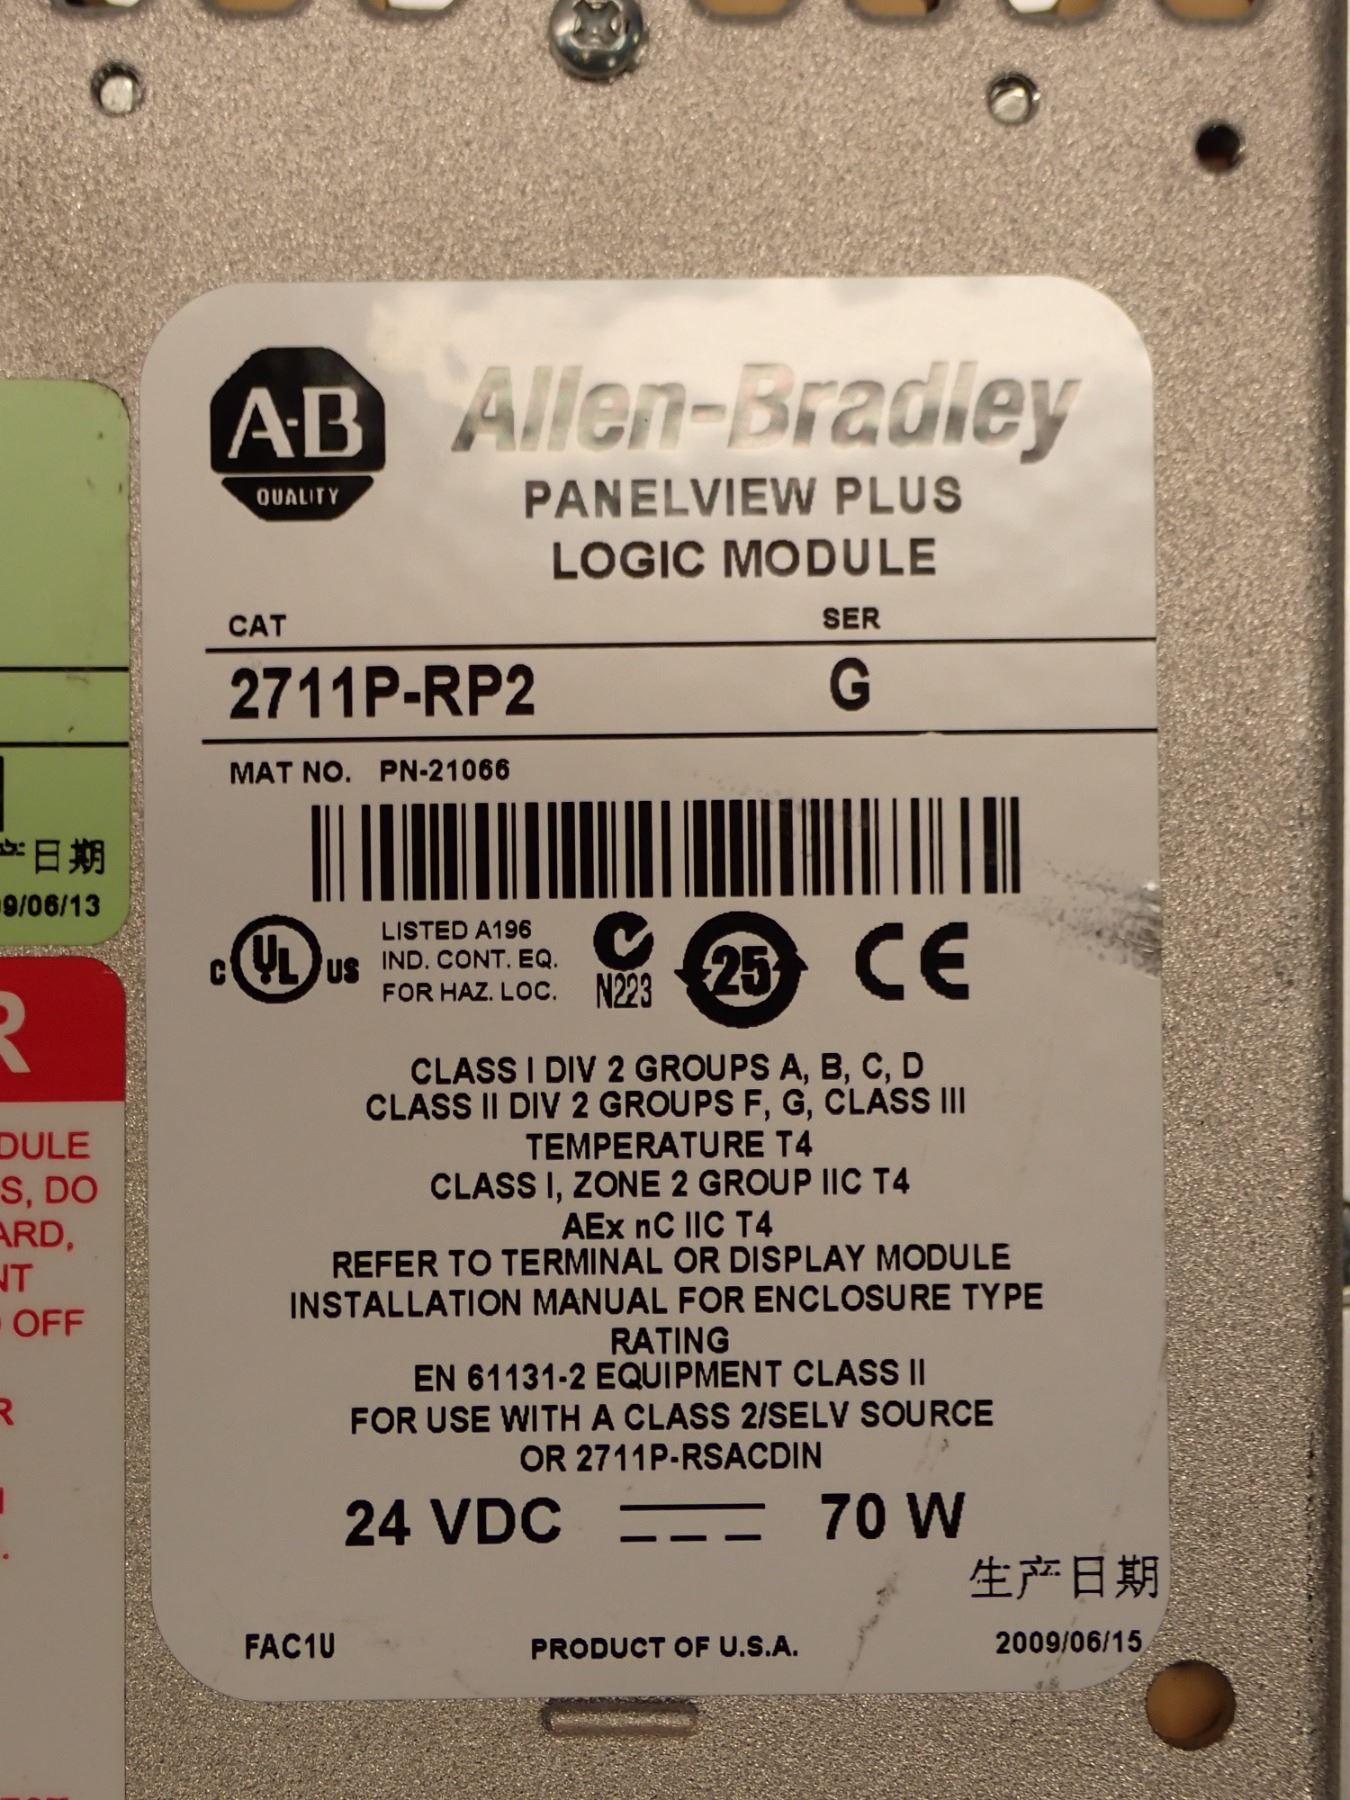 A-B
QUALITY
Allen-Bradley
PANELVIEW PLUS
LOGIC MODULE
CAT SER
2711P-RP2 G
MAT NO. PN-21066
C UL US
LISTED A196
IND. CONT. EQ.
FOR HAZ. LOC.
N223
25
CE
CLASS I DIV 2 GROUPS A, B, C, D
CLASS II DIV 2 GROUPS F, G, CLASS III
TEMPERATURE T4
CLASS I, ZONE 2 GROUP IIC T4
AEx nC IIC T4
REFER TO TERMINAL OR DISPLAY MODULE
INSTALLATION MANUAL FOR ENCLOSURE TYPE
RATING
EN 61131-2 EQUIPMENT CLASS II
FOR USE WITH A CLASS 2/SELV SOURCE
OR 2711P-RSACDIN
24 VDC 70 W
生产日期
FAC1U PRODUCT OF U.S.A. 2009/06/15
日期
9/06/13
R
DULE
S, DO
ARD,
NT
OFF
R